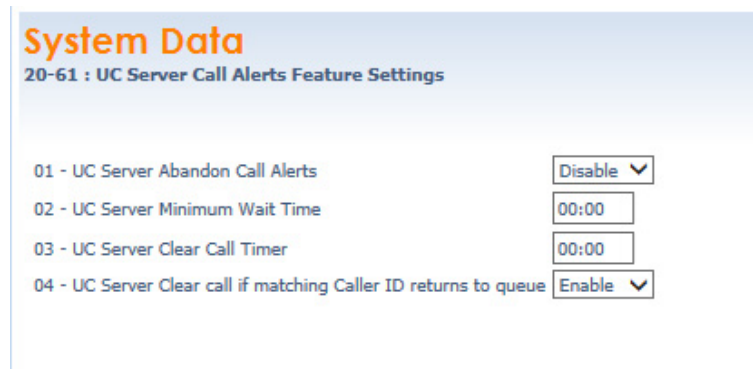 System Data
20-61 : UC Server Call Alerts Feature Settings
01 - UC Server Abandon Call Alerts Disable
02 - UC Server Minimum Wait Time 00:00
03 - UC Server Clear Call Timer 00:00
04 - UC Server Clear call if matching Caller ID returns to queue Enable